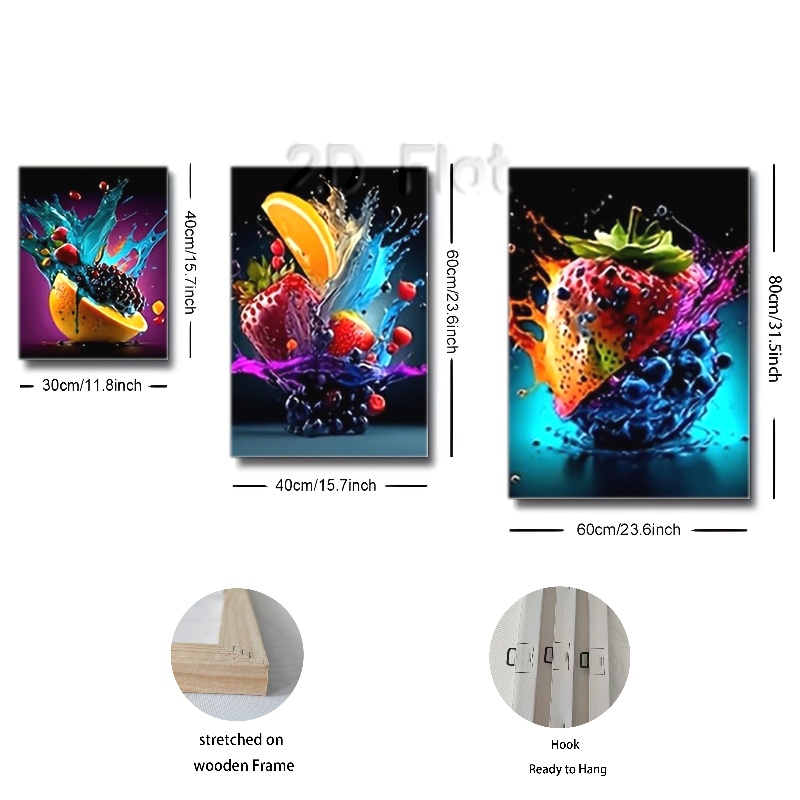 2D Flat
40cm/15.7inch
30cm/11.8inch
60cm/23.6inch
40cm/15.7inch
80cm/31.5inch
60cm/23.6inch
stretched on
wooden Frame
Hook
Ready to Hang